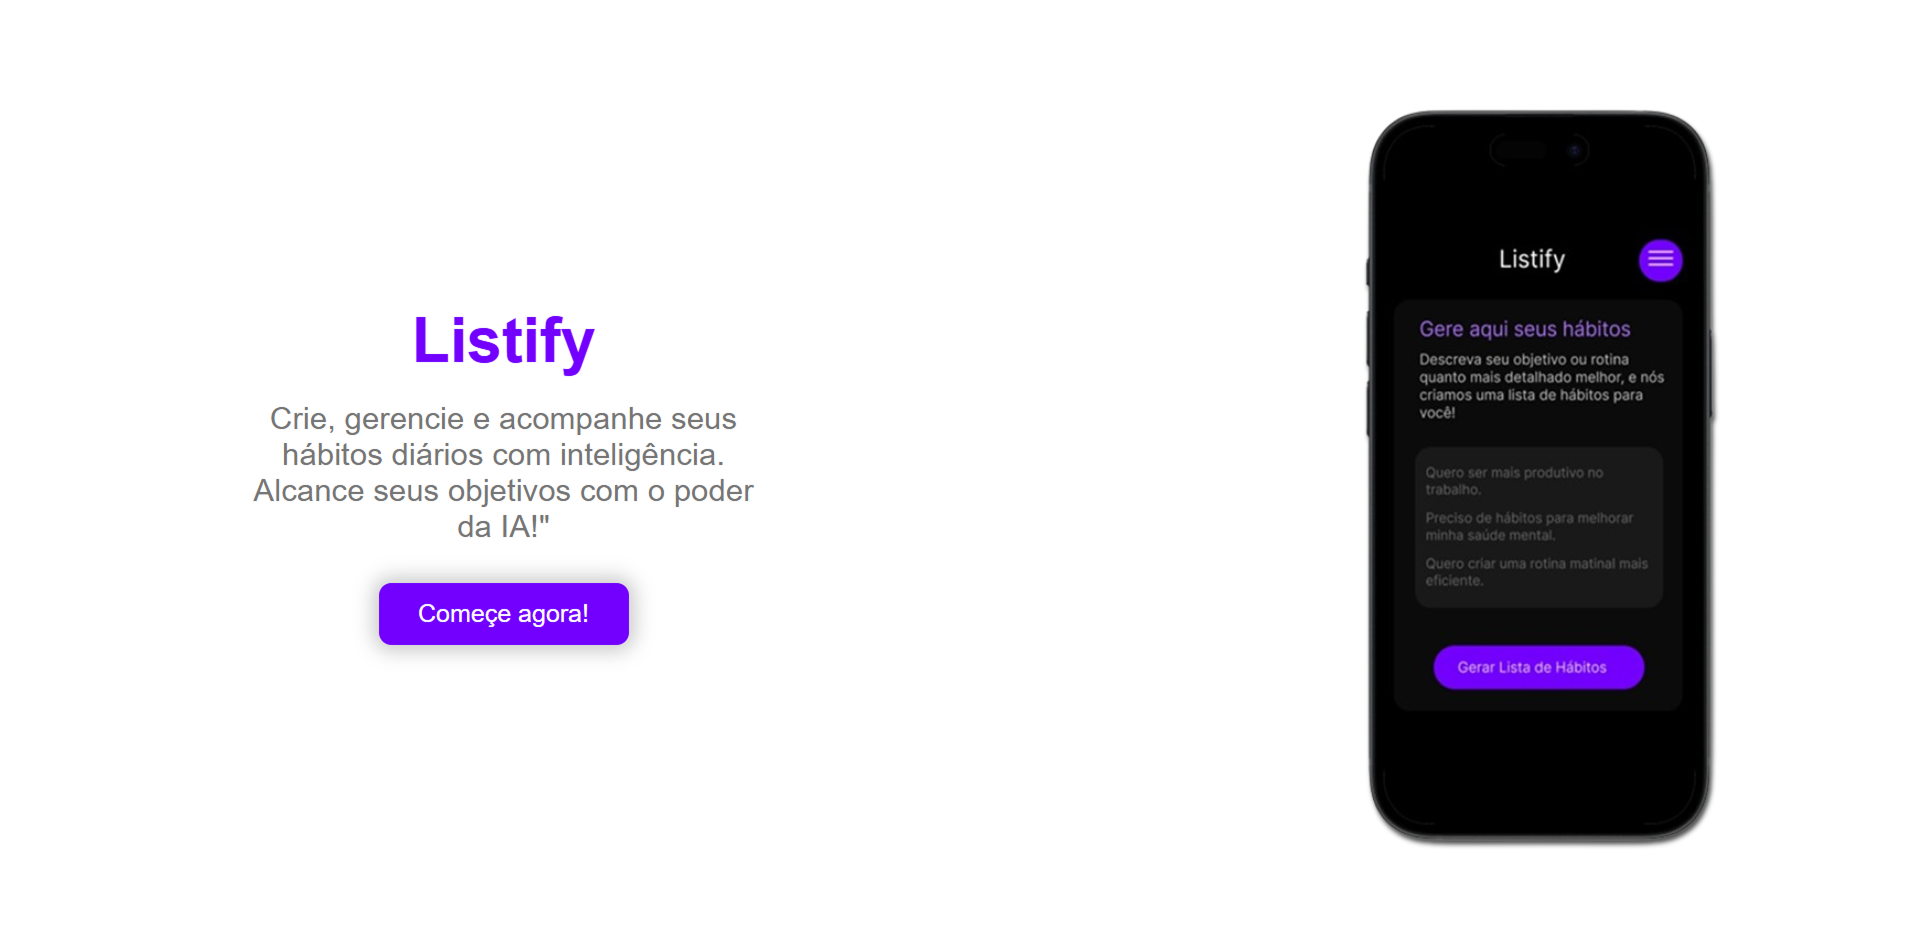 Listify
Crie, gerencie e acompanhe seus
hábitos diários com inteligência.
Alcance seus objetivos com o poder
da IA!"
Começe agora!
Listify
Gere aqui seus hábitos
Descreva seu objetivo ou rotina
quanto mais detalhado melhor, e nós
criamos uma lista de hábitos para
você!
Quero ser mais produtivo no
trabalho.
Preciso de hábitos para melhorar
minha saúde mental.
Quero criar uma rotina matinal mais
eficiente.
Gerar Lista de Hábitos